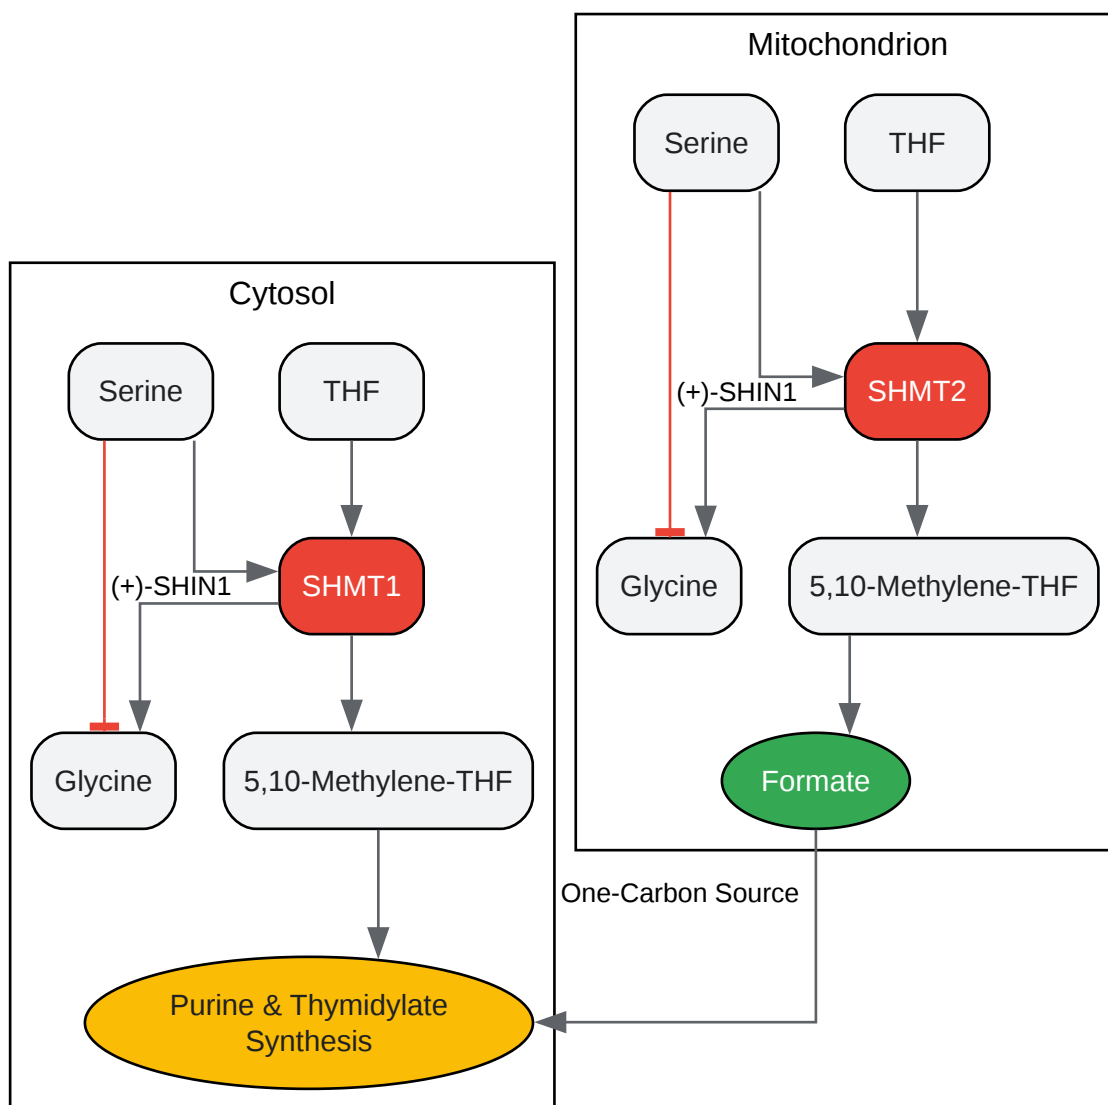 Mitochondrion
Serine
THF
(+)-SHIN1
SHMT2
Glycine
5,10-Methylene-THF
Formate
One-Carbon Source
Cytosol
Serine
THF
(+)-SHIN1
SHMT1
Glycine
5,10-Methylene-THF
Purine & Thymidylate
Synthesis